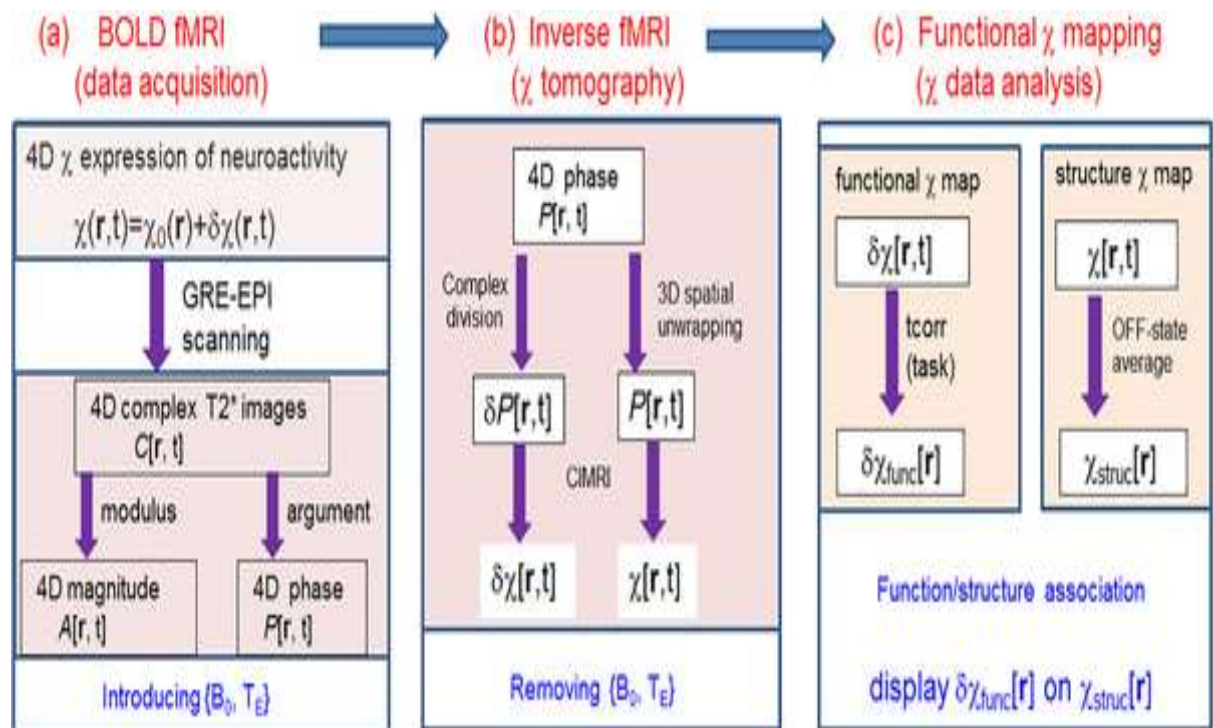 (a) BOLD fMRI
(data acquisition)
4D χ expression of neuroactivity
χ(r,t)=χ₀(r)+δχ(r,t)
GRE-EPI
scanning
4D complex T2* images
C[r, t]
modulus
argument
4D magnitude
A[r, t]
4D phase
P[r, t]
Introducing {B₀, T_E}
(b) Inverse fMRI
(χ tomography)
4D phase
P[r, t]
Complex
division
3D spatial
unwrapping
δP[r,t]
P[r,t]
CIMRI
δχ[r,t]
χ[r,t]
Removing {B₀, T_E}
(c) Functional χ mapping
(χ data analysis)
functional χ map
δχ[r,t]
tcorr
(task)
δχfunc[r]
structure χ map
χ[r,t]
OFF-state
average
χstruc[r]
Function/structure association
display δχfunc[r] on χstruc[r]